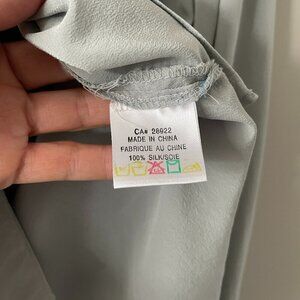 CA# 28922
MADE IN CHINA
FABRIQUE AU CHINE
100% SILK/SOIE